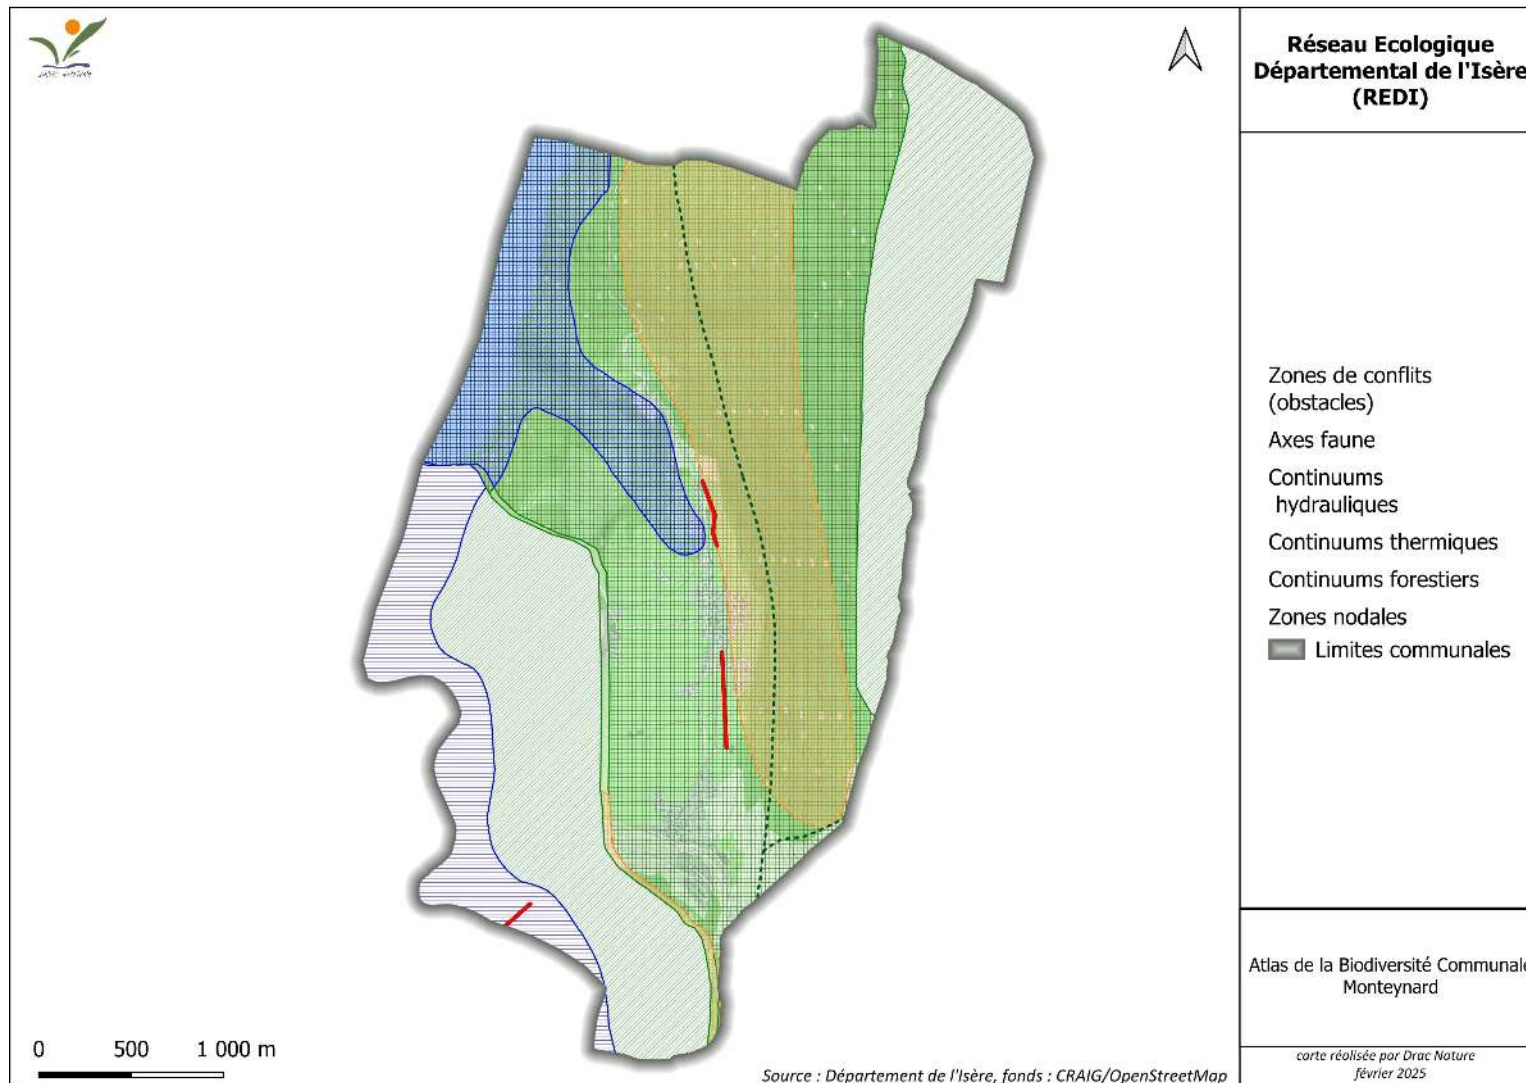 Réseau Ecologique
Départemental de l'Isère
(REDI)
Zones de conflits
(obstacles)
Axes faune
Continuums
hydrauliques
Continuums thermiques
Continuums forestiers
Zones nodales
Limites communales
Atlas de la Biodiversité Communale
Monteynard
carte réalisée par Drac Nature
février 2025
0 500 1 000 m
Source : Département de l'Isère, fonds : CRAIG/OpenStreetMap